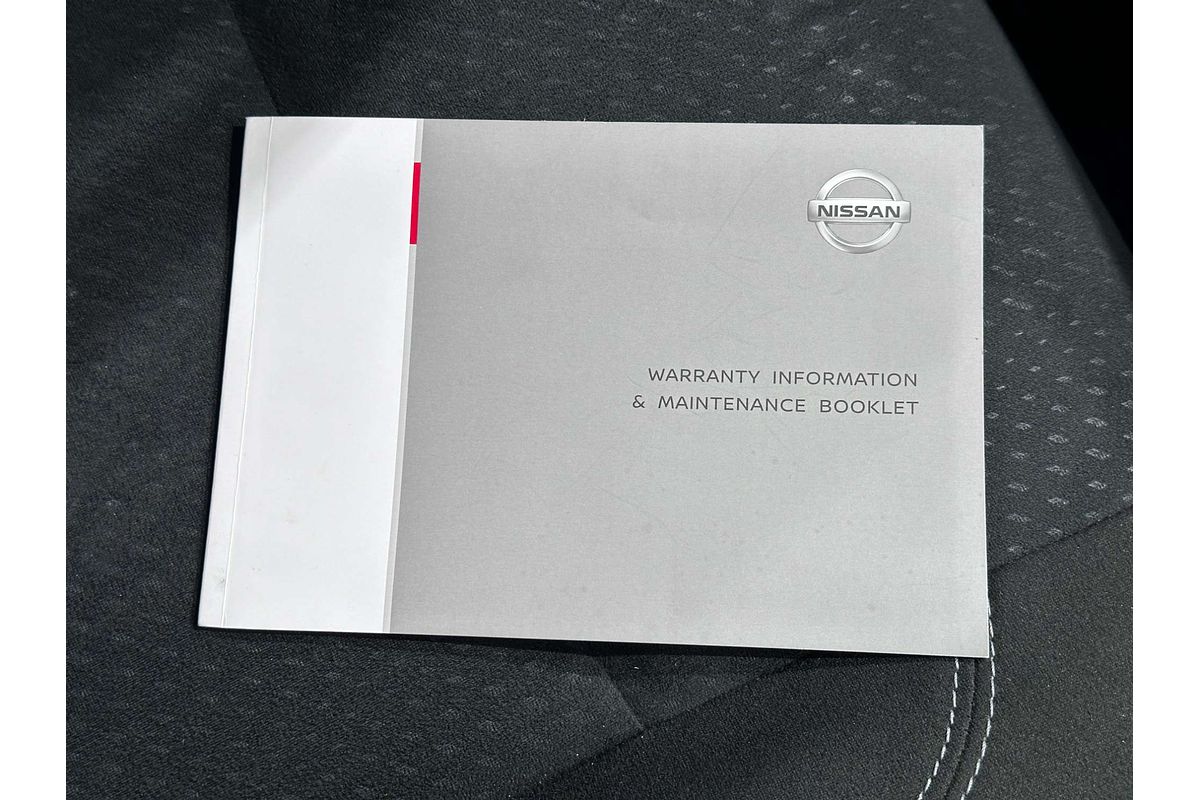 NISSAN
WARRANTY INFORMATION
& MAINTENANCE BOOKLET